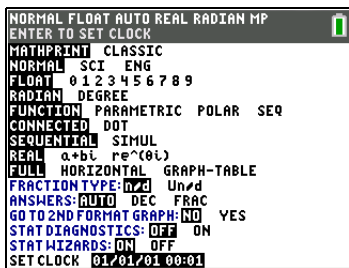 NORMAL FLOAT AUTO REAL RADIAN MP
ENTER TO SET CLOCK
MATHPRINT CLASSIC
NORMAL SCI ENG
FLOAT 0 1 2 3 4 5 6 7 8 9
RADIAN DEGREE
FUNCTION PARAMETRIC POLAR SEQ
CONNECTED DOT
SEQUENTIAL SIMUL
REAL a+bi re^(θi)
FULL HORIZONTAL GRAPH-TABLE
FRACTION TYPE: n/d Un/d
ANSWERS: AUTO DEC FRAC
GO TO 2ND FORMAT GRAPH: NO YES
STAT DIAGNOSTICS: OFF ON
STAT WIZARDS: ON OFF
SET CLOCK 01/01/01 00:01